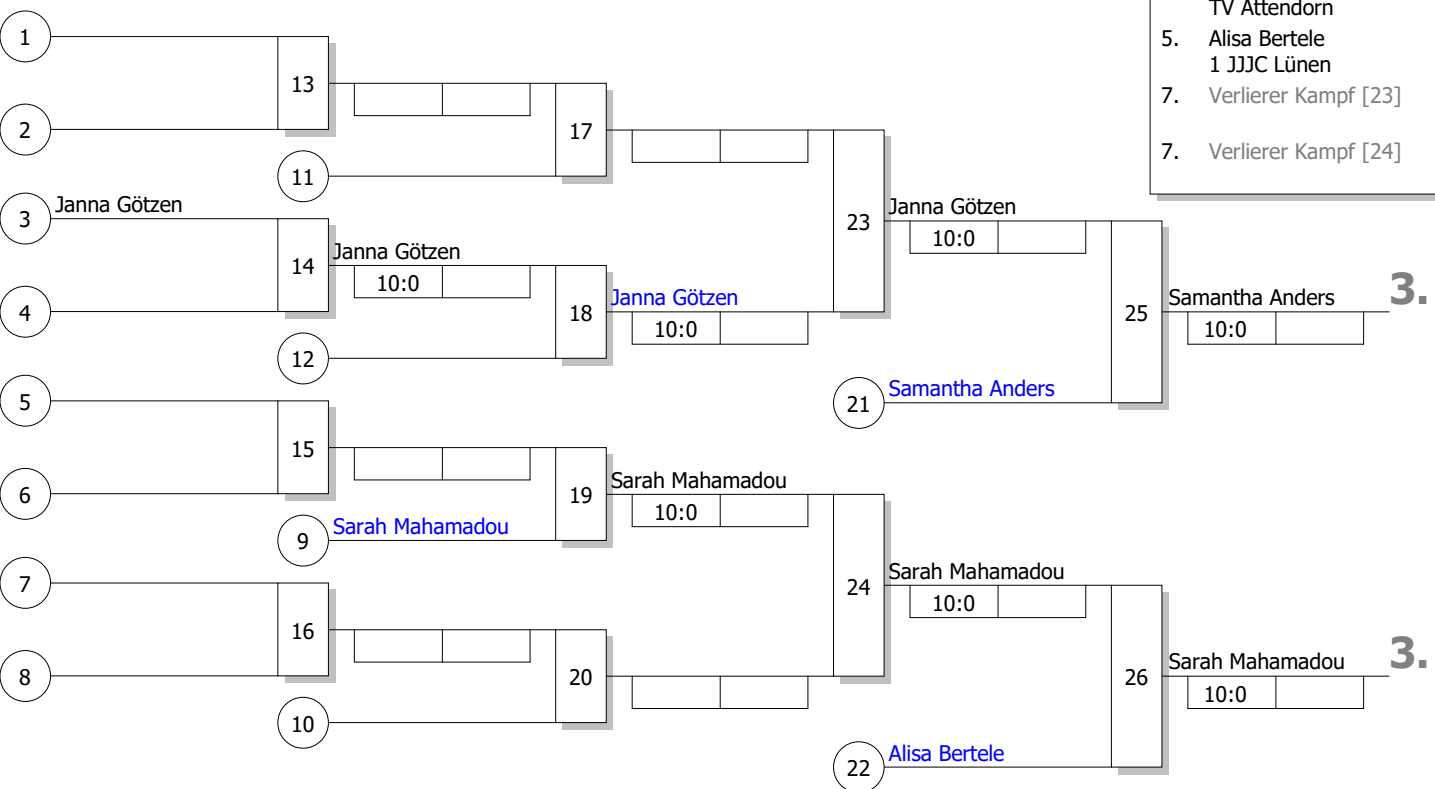 TV Attendorn
5. Alisa Bertele
1 JJJC Lünen
7. Verlierer Kampf [23]
7. Verlierer Kampf [24]
1
13
2
17
11
3 Janna Götzen
14 Janna Götzen
10:0
4
18 Janna Götzen
10:0
12
23 Janna Götzen
10:0
25 Samantha Anders 3.
10:0
21 Samantha Anders
5
15
6
19 Sarah Mahamadou
10:0
9 Sarah Mahamadou
7
16
8
20
10
24 Sarah Mahamadou
10:0
26 Sarah Mahamadou 3.
10:0
22 Alisa Bertele